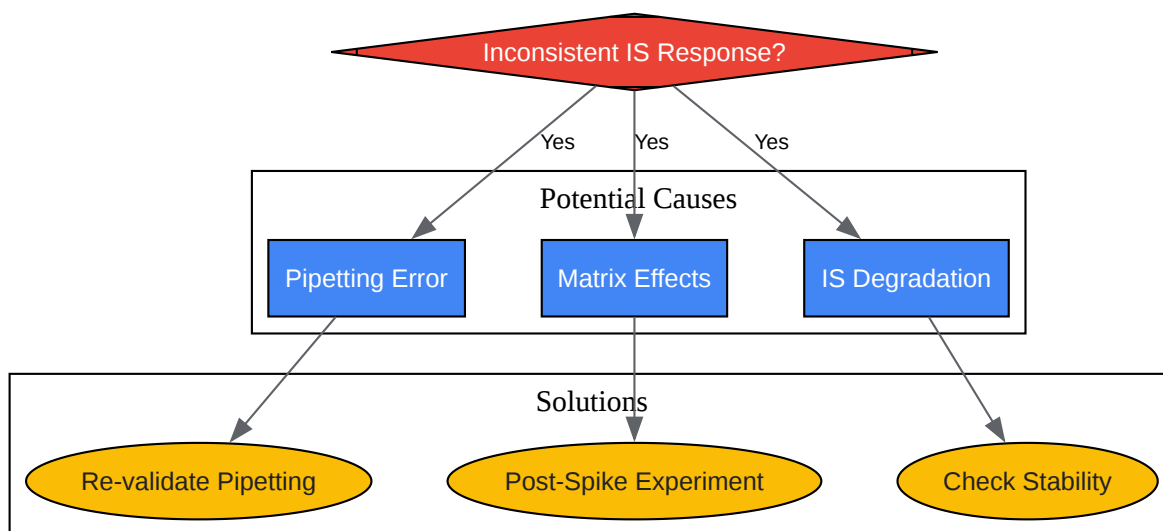 Inconsistent IS Response?
Yes
Yes
Yes
Potential Causes
Pipetting Error
Matrix Effects
IS Degradation
Solutions
Re-validate Pipetting
Post-Spike Experiment
Check Stability